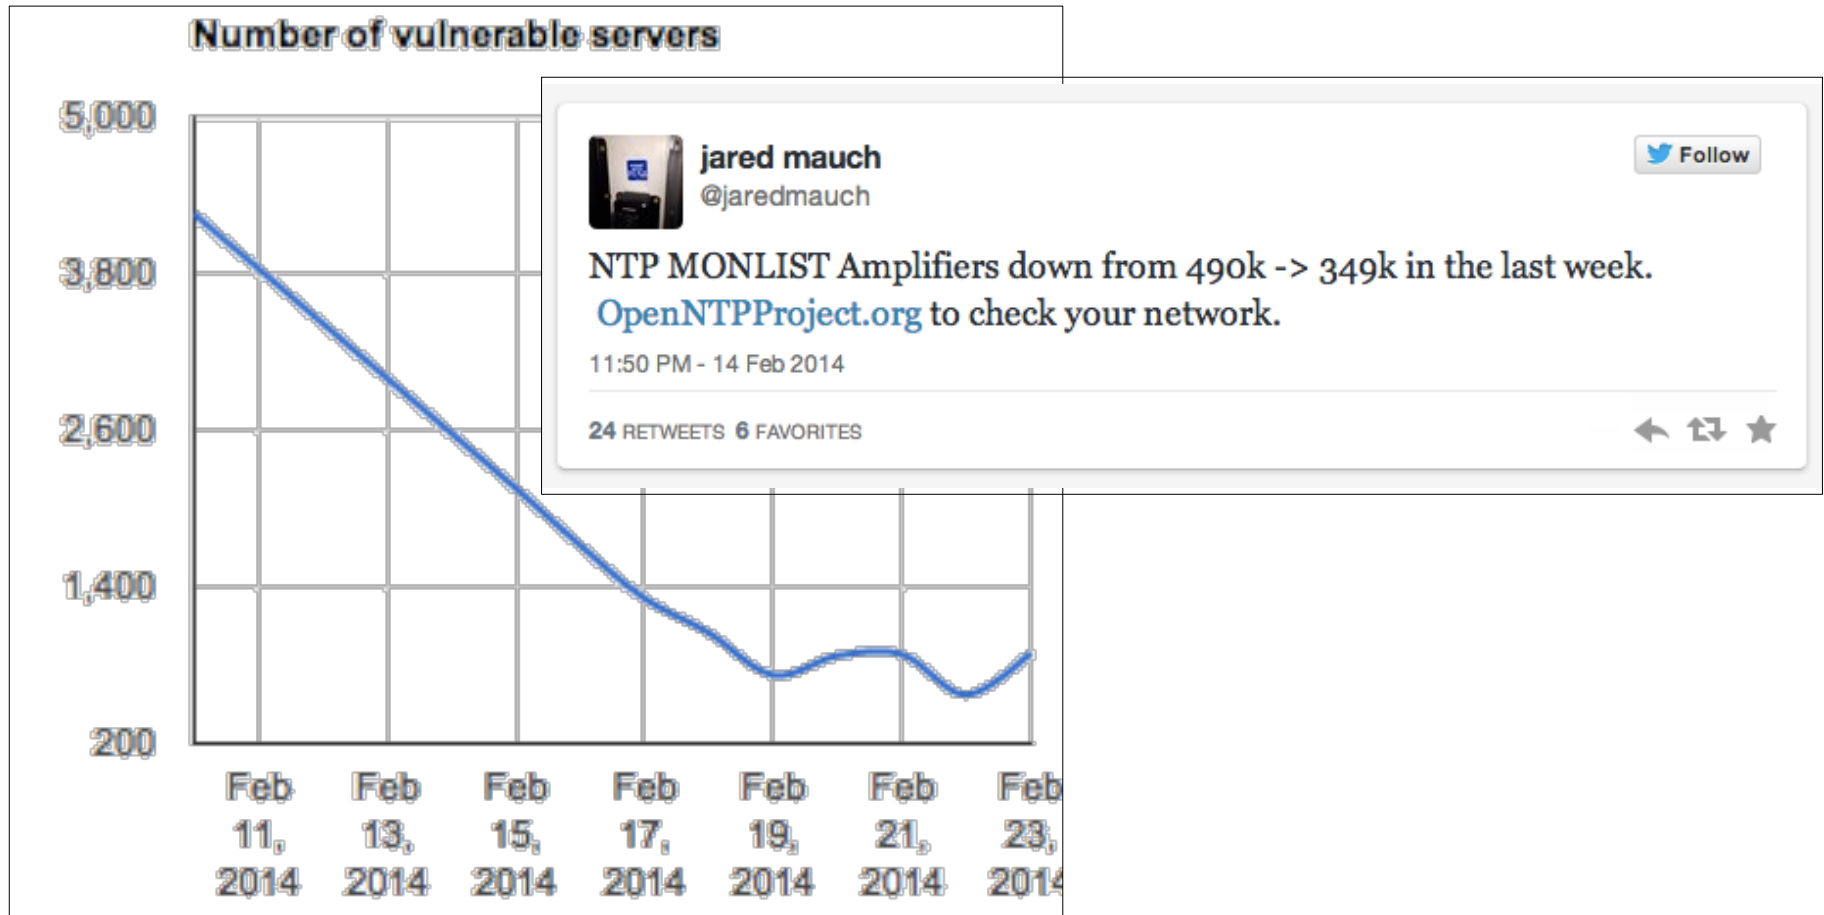 Number of vulnerable servers
5,000
3,800
2,600
1,400
200
Feb 11, 2014
Feb 13, 2014
Feb 15, 2014
Feb 17, 2014
Feb 19, 2014
Feb 21, 2014
Feb 23, 2014
jared mauch
@jaredmauch
Follow
NTP MONLIST Amplifiers down from 490k -> 349k in the last week.
OpenNTPProject.org to check your network.
11:50 PM - 14 Feb 2014
24 RETWEETS 6 FAVORITES